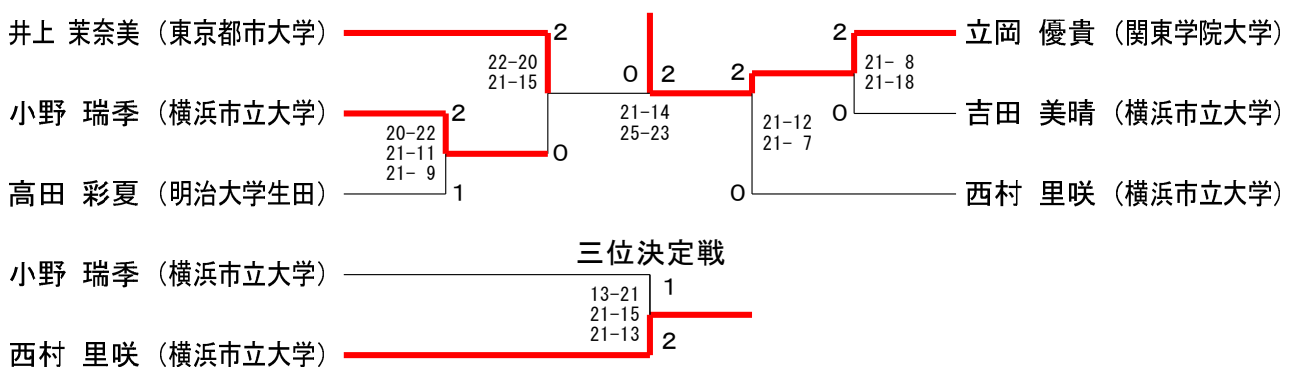 井上 茉奈美 (東京都市大学)
2
22-20
21-15
小野 瑞季 (横浜市立大学)
2
20-22
21-11
21- 9
0
高田 彩夏 (明治大学生田)
1
0
2
21-14
25-23
2
21-12
21- 7
0
2
21- 8
21-18
0
立岡 優貴 (関東学院大学)
吉田 美晴 (横浜市立大学)
西村 里咲 (横浜市立大学)
三位決定戦
小野 瑞季 (横浜市立大学)
1
13-21
21-15
21-13
2
西村 里咲 (横浜市立大学)